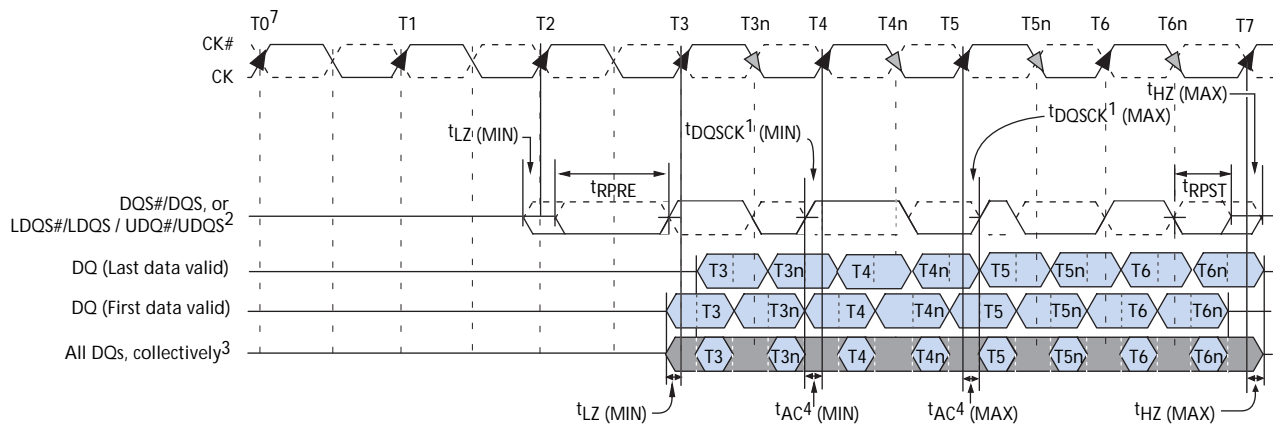 T0⁷ T1 T2 T3 T3n T4 T4n T5 T5n T6 T6n T7
CK#
CK
tHZ (MAX)
tLZ (MIN) tDQSCK¹ (MIN) tDQSCK¹ (MAX)
tRPRE tRPST
DQS#/DQS, or
LDQS#/LDQS / UDQ#/UDQS²
DQ (Last data valid) T3 T3n T4 T4n T5 T5n T6 T6n
DQ (First data valid) T3 T3n T4 T4n T5 T5n T6 T6n
All DQs, collectively³ T3 T3n T4 T4n T5 T5n T6 T6n
tLZ (MIN) tAC⁴ (MIN) tAC⁴ (MAX) tHZ (MAX)